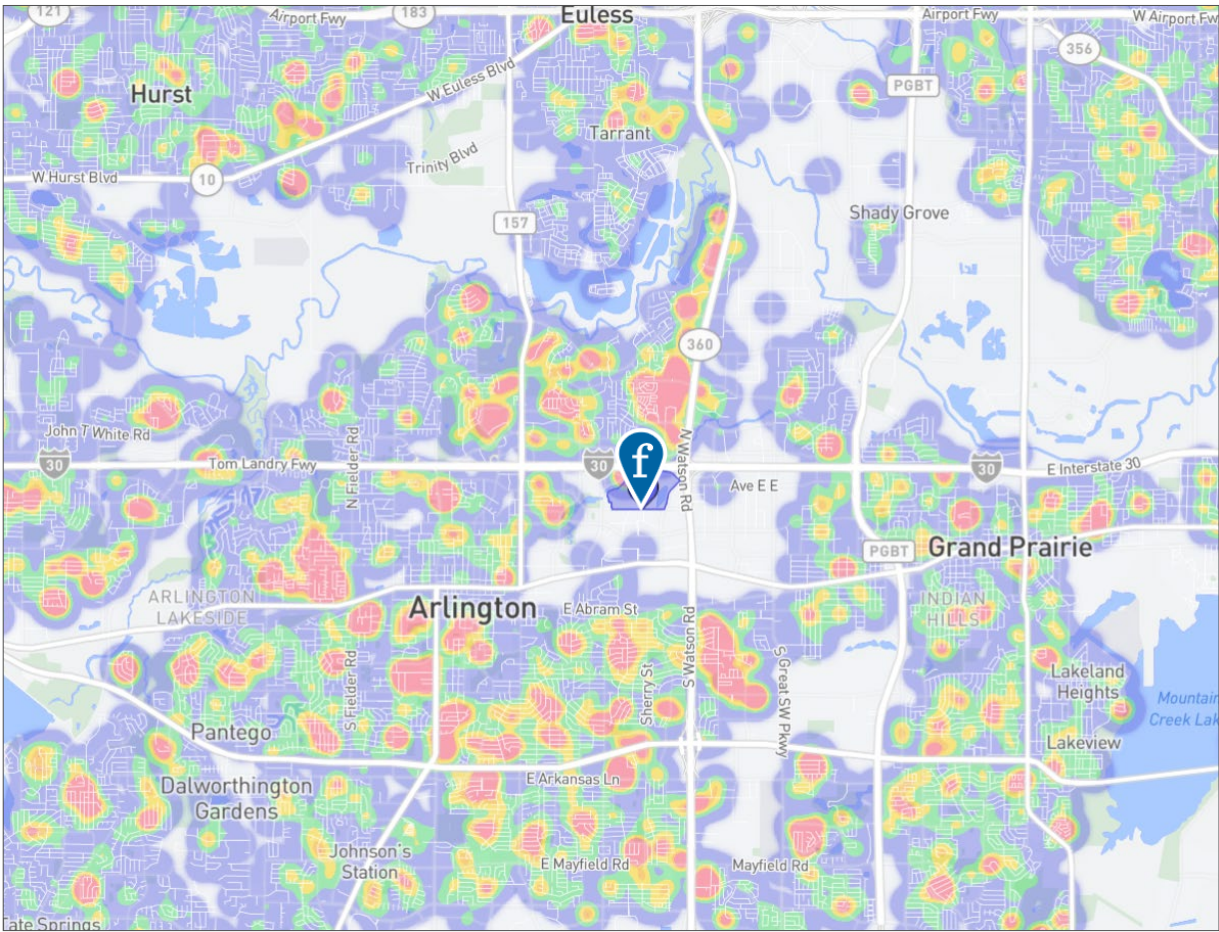 121
Airport Fwy
183
Euless
Airport Fwy
W Airport Fw
356
PGBT
Hurst
W Euless Blvd
Tarrant
Trinity Blvd
W Hurst Blvd
10
157
Shady Grove
360
John T White Rd
N Fielder Rd
N Watson Rd
30
Tom Landry Fwy
30
f
30
E Interstate 30
Ave E E
PGBT
Grand Prairie
ARLINGTON
LAKESIDE
Arlington
E Abram St
INDIAN
HILLS
S Fielder Rd
Sherry St
S Watson Rd
S Great SW Pkwy
Lakeland
Heights
Mountain
Creek Lak
Pantego
Lakeview
E Arkansas Ln
Dalworthington
Gardens
Johnson's
Station
E Mayfield Rd
Mayfield Rd
Tate Springs